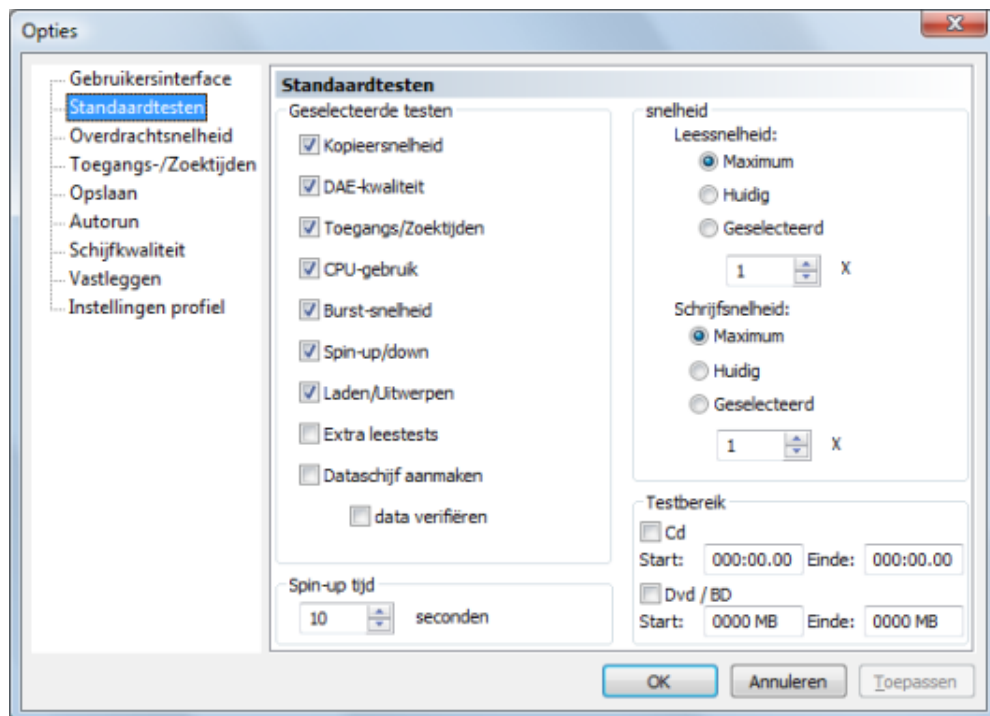 Opties
Gebruikersinterface
Standaardtesten
Overdrachtsnelheid
Toegangs-/Zoektijden
Opslaan
Autorun
Schijfkwaliteit
Vastleggen
Instellingen profiel
Standaardtesten
Geselecteerde testen
Kopieersnelheid
DAE-kwaliteit
Toegangs/Zoektijden
CPU-gebruik
Burst-snelheid
Spin-up/down
Laden/Uitwerpen
Extra leestests
Dataschijf aanmaken
data verifiëren
Spin-up tijd
10 seconden
snelheid
Leessnelheid:
Maximum
Huidig
Geselecteerd
1 X
Schrijfsnelheid:
Maximum
Huidig
Geselecteerd
1 X
Testbereik
Cd
Start: 000:00.00 Einde: 000:00.00
Dvd / BD
Start: 0000 MB Einde: 0000 MB
OK Annuleren Toepassen